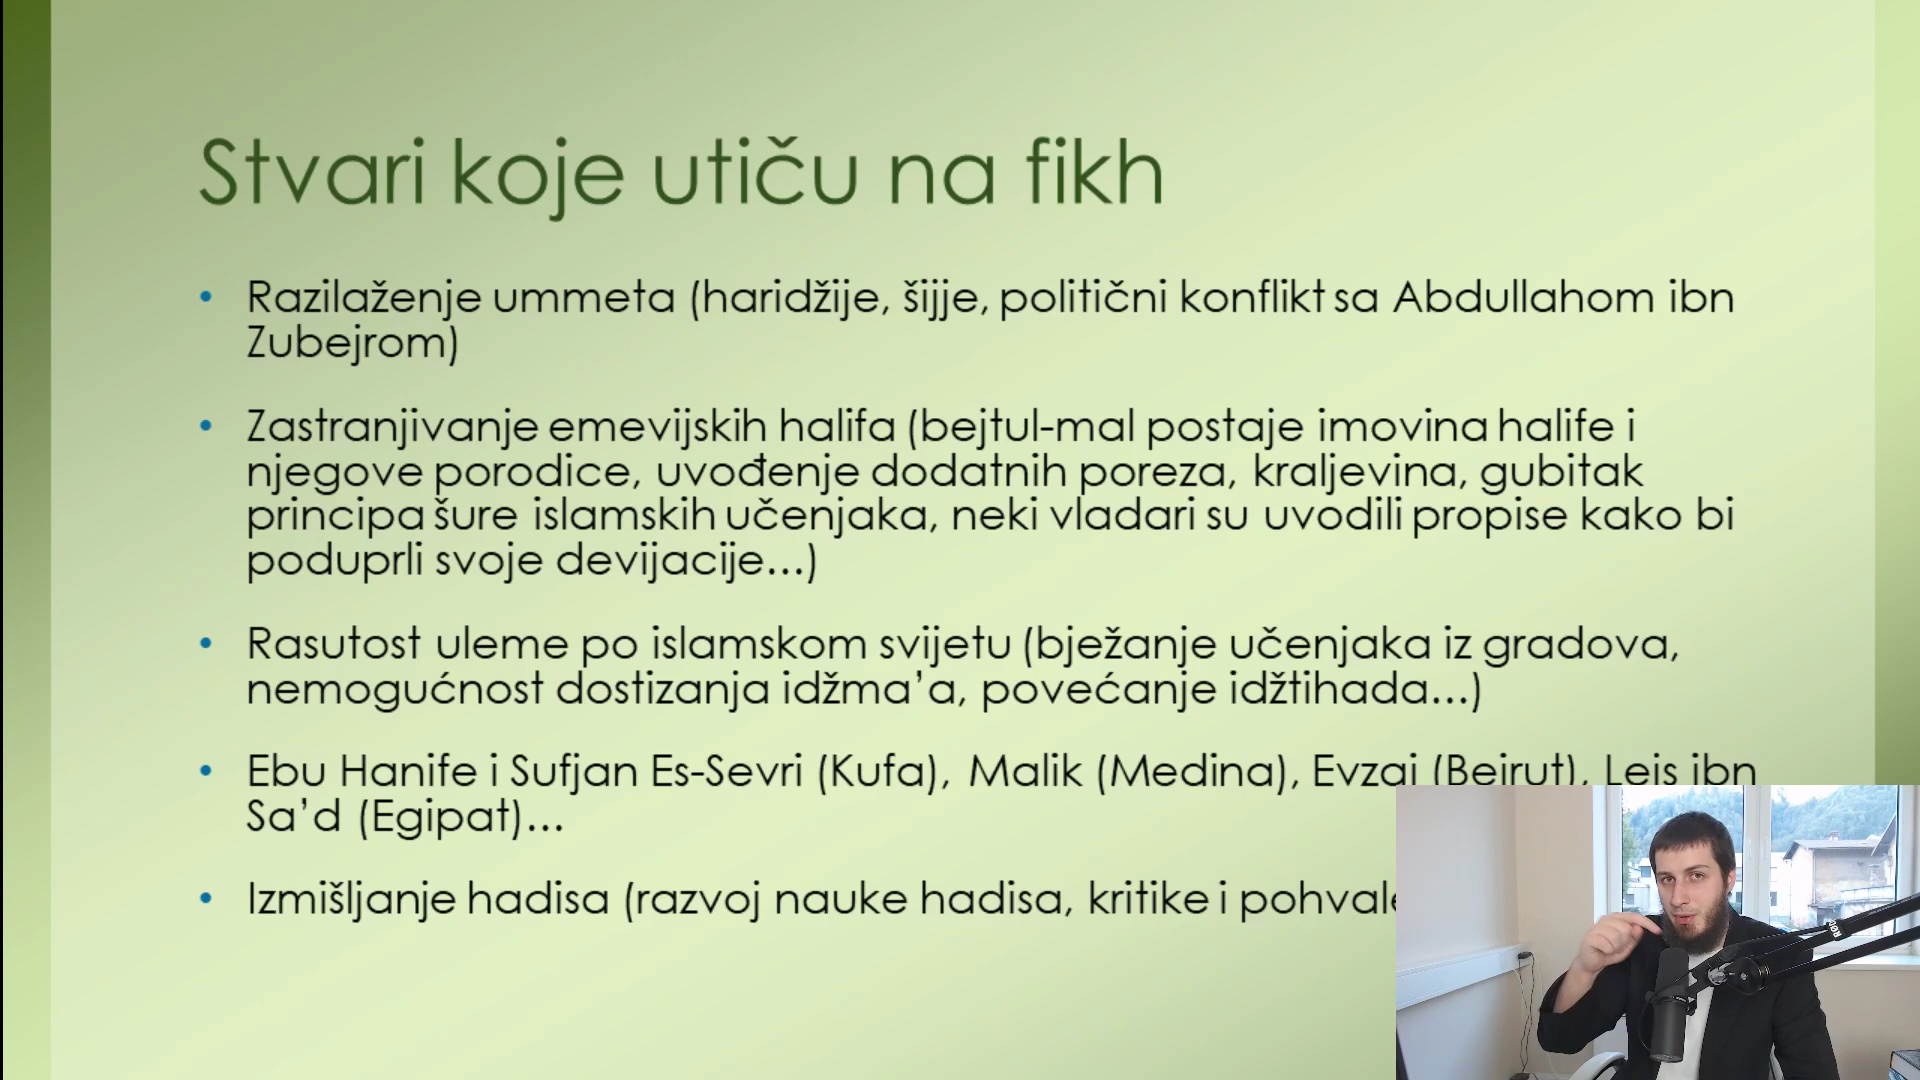 Stvari koje utiču na fikh
• Razilaženje ummeta (haridžije, šijje, politični konflikt sa Abdullahom ibn
Zubejrom)
• Zastranjivanje emevijskih halifa (bejtul-mal postaje imovina halife i
njegove porodice, uvođenje dodatnih poreza, kraljevina, gubitak
principa šure islamskih učenjaka, neki vladari su uvodili propise kako bi
poduprli svoje devijacije...)
• Rasutost uleme po islamskom svijetu (bježanje učenjaka iz gradova,
nemogućnost dostizanja idžma’a, povećanje idžtihada...)
• Ebu Hanife i Sufjan Es-Sevri (Kufa), Malik (Medina), Evzai (Beirut), Leis ibn
Sa’d (Egipat)...
• Izmišljanje hadisa (razvoj nauke hadisa, kritike i